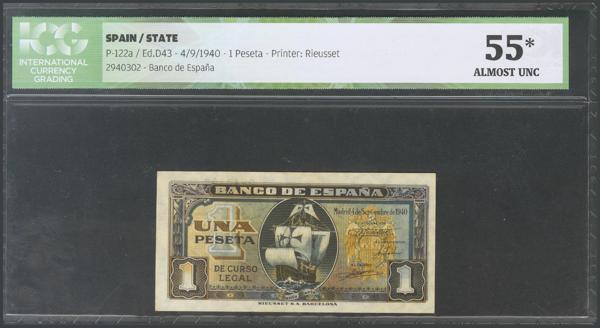 ICG
INTERNATIONAL
CURRENCY
GRADING
SPAIN / STATE
P-122a / Ed.D43 - 4/9/1940 - 1 Peseta - Printer: Rieusset
2940302 - Banco de España
55*
ALMOST UNC
BANCO DE ESPAÑA
Madrid 4 de Septiembre de 1940
1
UNA
PESETA
DE CURSO
LEGAL
1
1
RIEUSSET S.A. BARCELONA